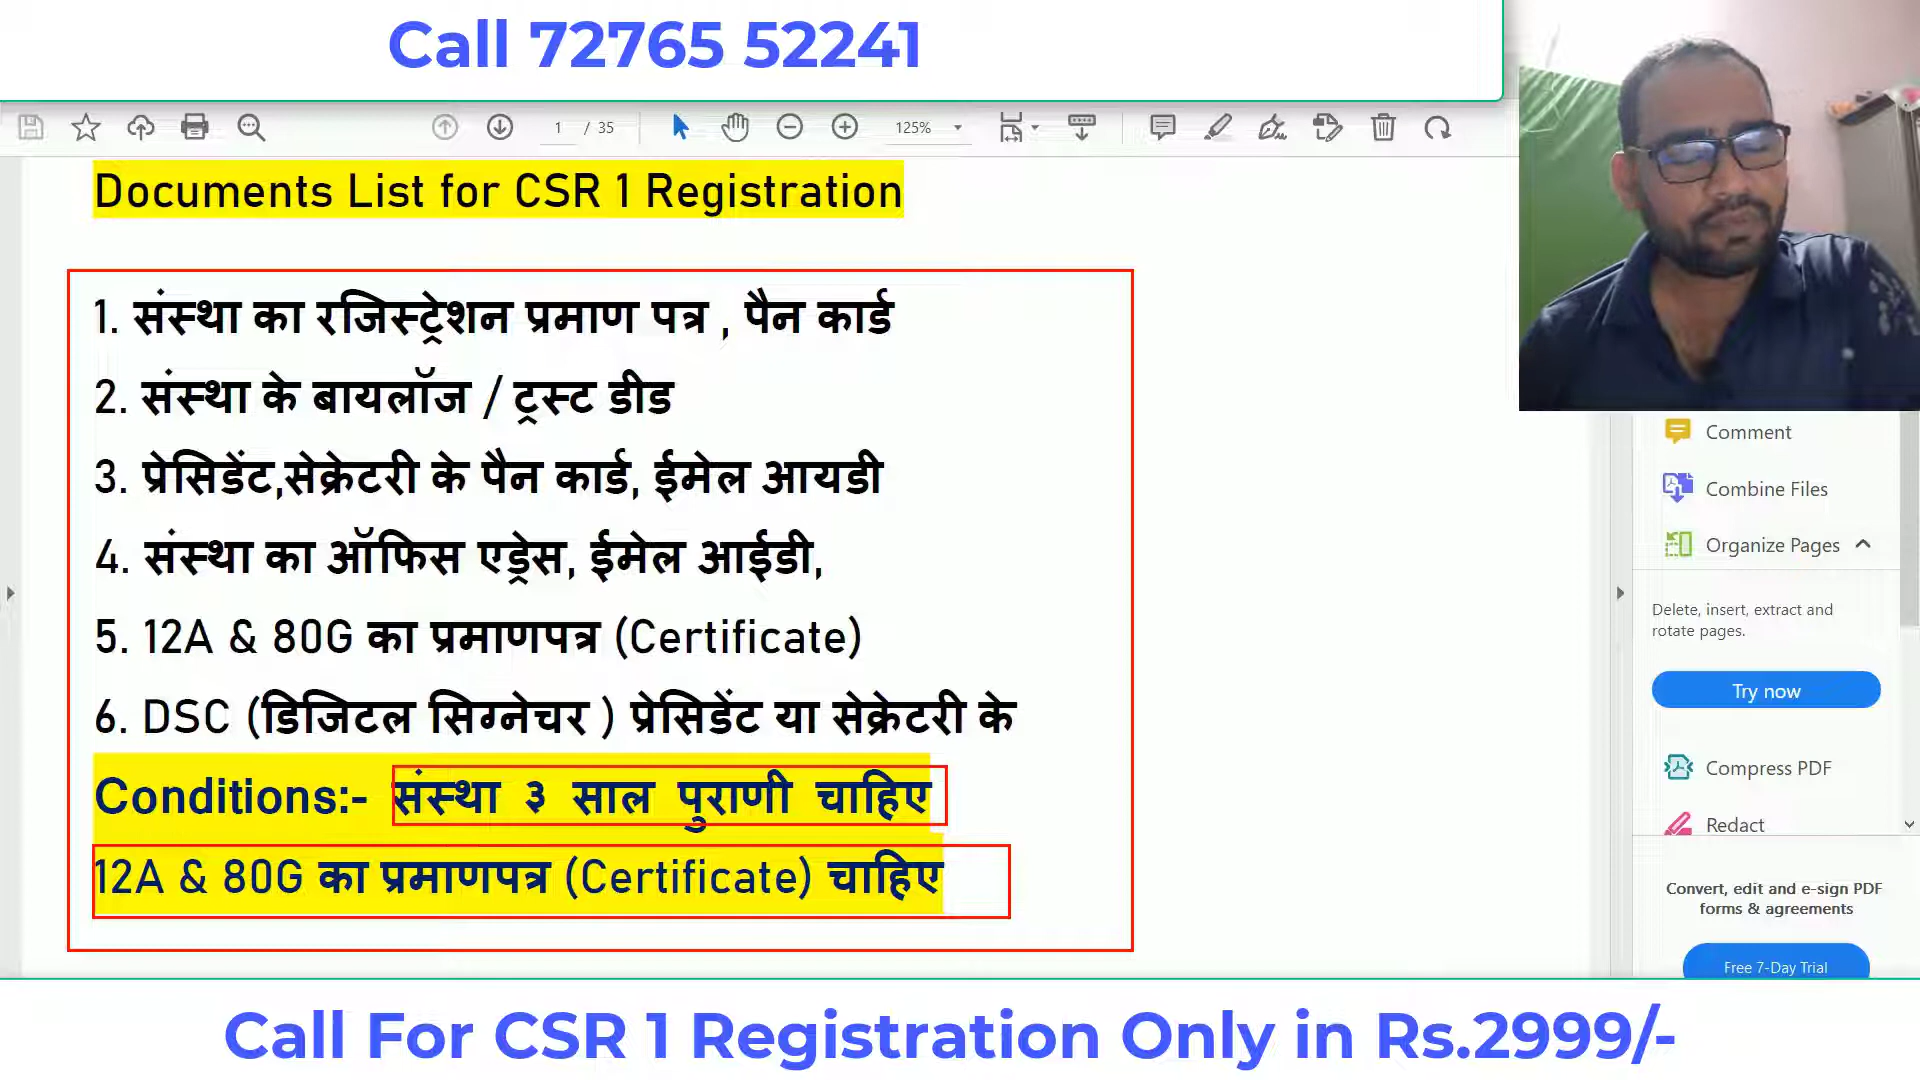 Call 72765 52241
1 / 35
125%
Documents List for CSR 1 Registration
1. संस्था का रजिस्ट्रेशन प्रमाण पत्र , पैन कार्ड
2. संस्था के बायलॉज / ट्रस्ट डीड
3. प्रेसिडेंट,सेक्रेटरी के पैन कार्ड, ईमेल आयडी
4. संस्था का ऑफिस एड्रेस, ईमेल आईडी,
5. 12A & 80G का प्रमाणपत्र (Certificate)
6. DSC (डिजिटल सिग्नेचर ) प्रेसिडेंट या सेक्रेटरी के
Conditions:- संस्था ३ साल पुराणी चाहिए
12A & 80G का प्रमाणपत्र (Certificate) चाहिए
Comment
Combine Files
Organize Pages
Delete, insert, extract and
rotate pages.
Try now
Compress PDF
Redact
Convert, edit and e-sign PDF
forms & agreements
Free 7-Day Trial
Call For CSR 1 Registration Only in Rs.2999/-